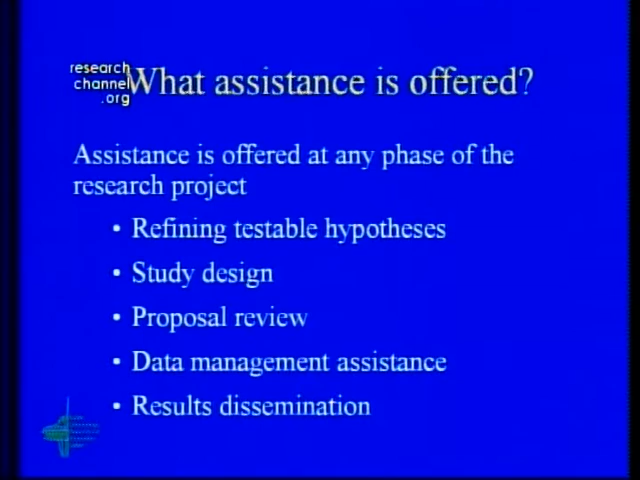 research
channel
.org
What assistance is offered?
Assistance is offered at any phase of the
research project
• Refining testable hypotheses
• Study design
• Proposal review
• Data management assistance
• Results dissemination